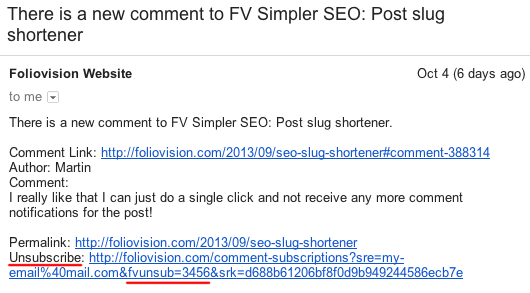 There is a new comment to FV Simpler SEO: Post slug
shortener
Foliovision Website Oct 4 (6 days ago)
to me
There is a new comment to FV Simpler SEO: Post slug shortener.
Comment Link: http://foliovision.com/2013/09/seo-slug-shortener#comment-388314
Author: Martin
Comment:
I really like that I can just do a single click and not receive any more comment
notifications for the post!
Permalink: http://foliovision.com/2013/09/seo-slug-shortener
Unsubscribe: http://foliovision.com/comment-subscriptions?sre=my-
email%40mail.com&fvunsub=3456&srk=d688b61206bf8f0d9b949244586ecb7e